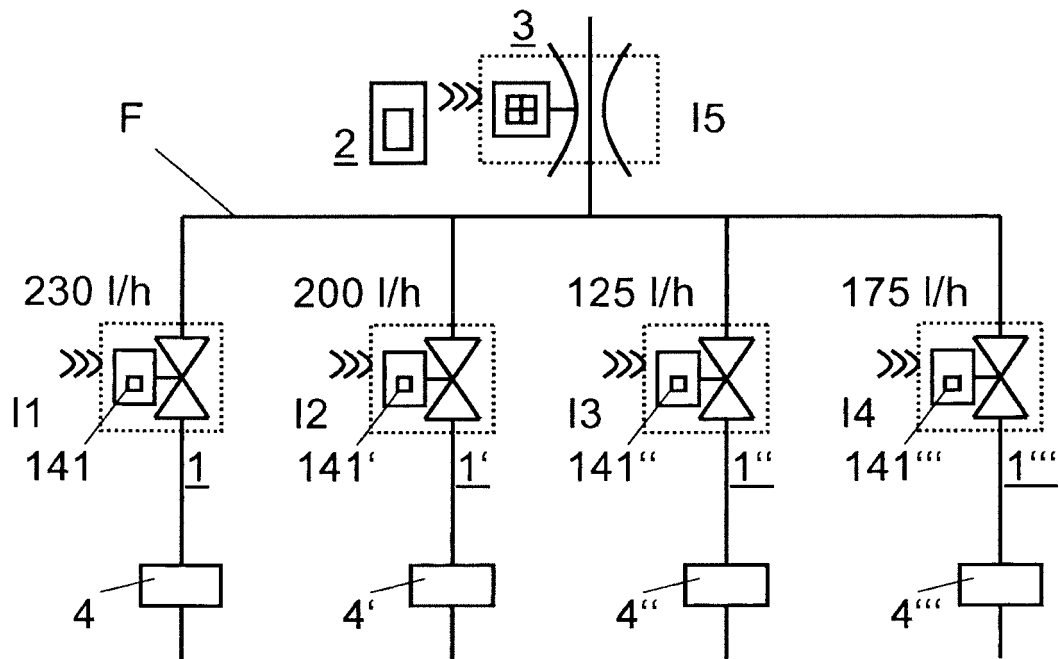 3
2
I5
F
230 l/h 200 l/h 125 l/h 175 l/h
I1 I2 I3 I4
141 1 141‘ 1‘ 141“ 1“ 141“‘ 1“‘
4 4‘ 4“ 4“‘